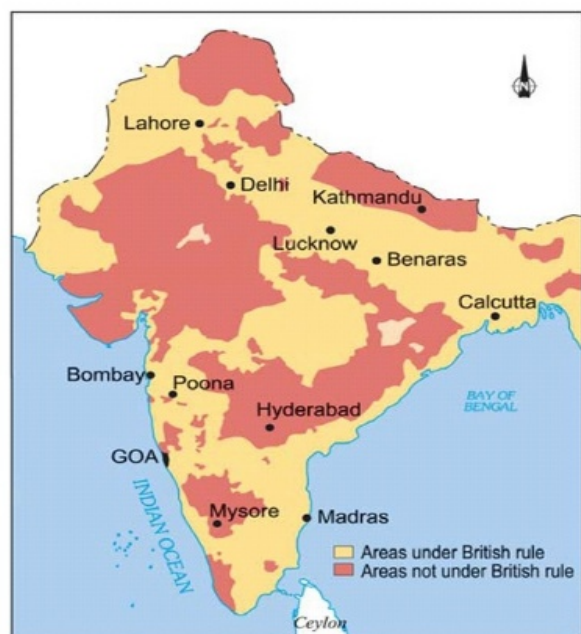 N
Lahore
Delhi
Kathmandu
Lucknow
Benaras
Calcutta
Bombay
Poona
BAY OF
BENGAL
Hyderabad
GOA
INDIAN OCEAN
Mysore
Madras
Areas under British rule
Areas not under British rule
Ceylon